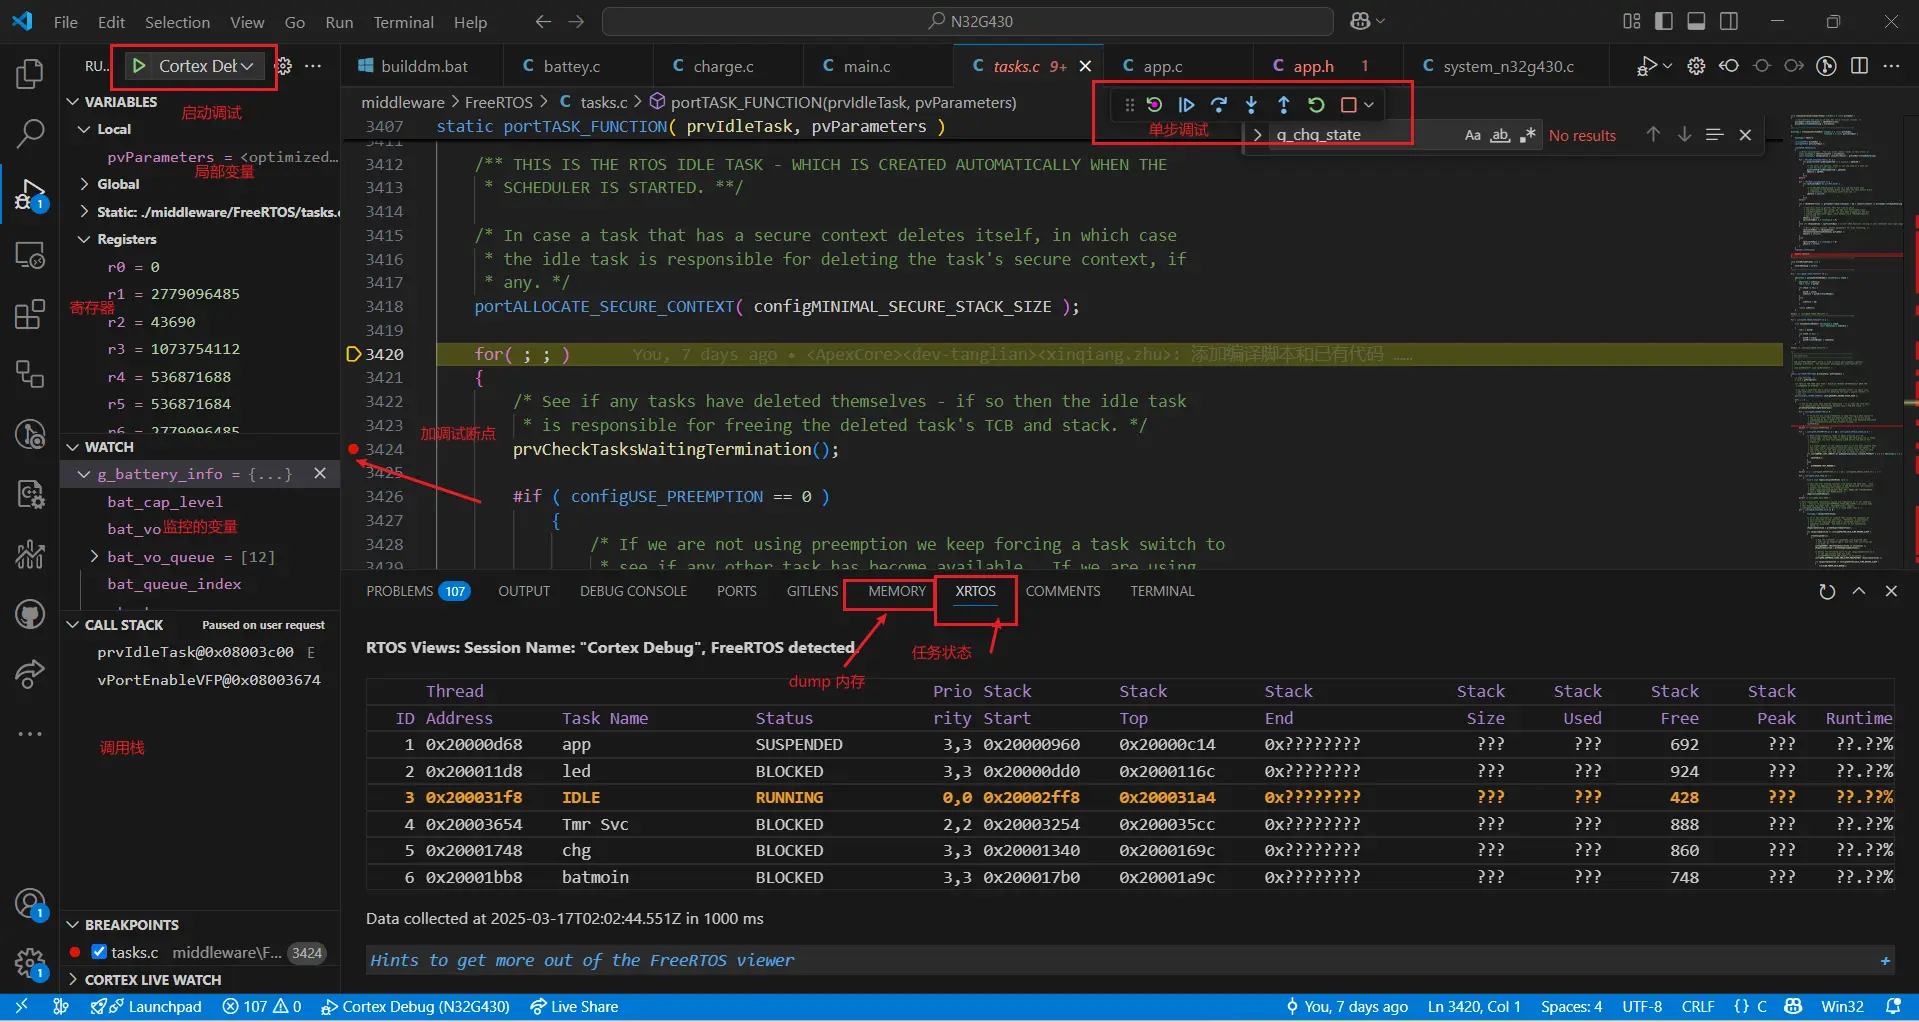 File Edit Selection View Go Run Terminal Help
N32G430
RU... Cortex Det
builddm.bat
C battey.c
C charge.c
C main.c
C tasks.c 9+
C app.c
C app.h 1
C system_n32g430.c
启动调试
VARIABLES
Local
pvParameters = <optimized...
局部变量
Global
Static: ./middleware/FreeRTOS/tasks.
Registers
r0 = 0
r1 = 2779096485
寄存器
r2 = 43690
r3 = 1073754112
r4 = 536871688
r5 = 536871684
r6 = 2779096485
WATCH
g_battery_info = {...}
bat_cap_level
bat_vo
监控的变量
bat_vo_queue = [12]
bat_queue_index
CALL STACK Paused on user request
prvIdleTask@0x08003c00 E
vPortEnableVFP@0x08003674
调用栈
BREAKPOINTS
tasks.c middleware\F... 3424
CORTEX LIVE WATCH
middleware > FreeRTOS > C tasks.c > portTASK_FUNCTION(prvIdleTask, pvParameters)
单步调试
g_chq_state Aa ab No results
3407 static portTASK_FUNCTION( prvIdleTask, pvParameters )
3411
3412 /** THIS IS THE RTOS IDLE TASK - WHICH IS CREATED AUTOMATICALLY WHEN THE
3413 * SCHEDULER IS STARTED. **/
3414
3415 /* In case a task that has a secure context deletes itself, in which case
3416 * the idle task is responsible for deleting the task's secure context, if
3417 * any. */
3418 portALLOCATE_SECURE_CONTEXT( configMINIMAL_SECURE_STACK_SIZE );
3419
3420 for( ; ; ) You, 7 days ago • <ApexCore><dev-tanglian><xinqiang.zhu>: 添加编译脚本和已有代码 ……
3421 {
3422 /* See if any tasks have deleted themselves - if so then the idle task
3423 * is responsible for freeing the deleted task's TCB and stack. */
加调试断点
3424 prvCheckTasksWaitingTermination();
3425
3426 #if ( configUSE_PREEMPTION == 0 )
3427 {
3428 /* If we are not using preemption we keep forcing a task switch to
3429 * see if any other task has become available. If we are using
PROBLEMS 107 OUTPUT DEBUG CONSOLE PORTS GITLENS MEMORY XRTOS COMMENTS TERMINAL
RTOS Views: Session Name: "Cortex Debug", FreeRTOS detected.
任务状态
dump 内存
Thread Prio Stack Stack Stack Stack Stack Stack Stack
ID Address Task Name Status rity Start Top End Size Used Free Peak Runtime
1 0x20000d68 app SUSPENDED 3,3 0x20000960 0x20000c14 0x???????? ??? ??? 692 ??? ??.??%
2 0x200011d8 led BLOCKED 3,3 0x20000dd0 0x2000116c 0x???????? ??? ??? 924 ??? ??.??%
3 0x200031f8 IDLE RUNNING 0,0 0x20002ff8 0x200031a4 0x???????? ??? ??? 428 ??? ??.??%
4 0x20003654 Tmr Svc BLOCKED 2,2 0x20003254 0x200035cc 0x???????? ??? ??? 888 ??? ??.??%
5 0x20001748 chg BLOCKED 3,3 0x20001340 0x2000169c 0x???????? ??? ??? 860 ??? ??.??%
6 0x20001bb8 batmoin BLOCKED 3,3 0x200017b0 0x20001a9c 0x???????? ??? ??? 748 ??? ??.??%
Data collected at 2025-03-17T02:02:44.551Z in 1000 ms
Hints to get more out of the FreeRTOS viewer +
Launchpad 107 0 Cortex Debug (N32G430) Live Share You, 7 days ago Ln 3420, Col 1 Spaces: 4 UTF-8 CRLF {} C Win32
1
1
1